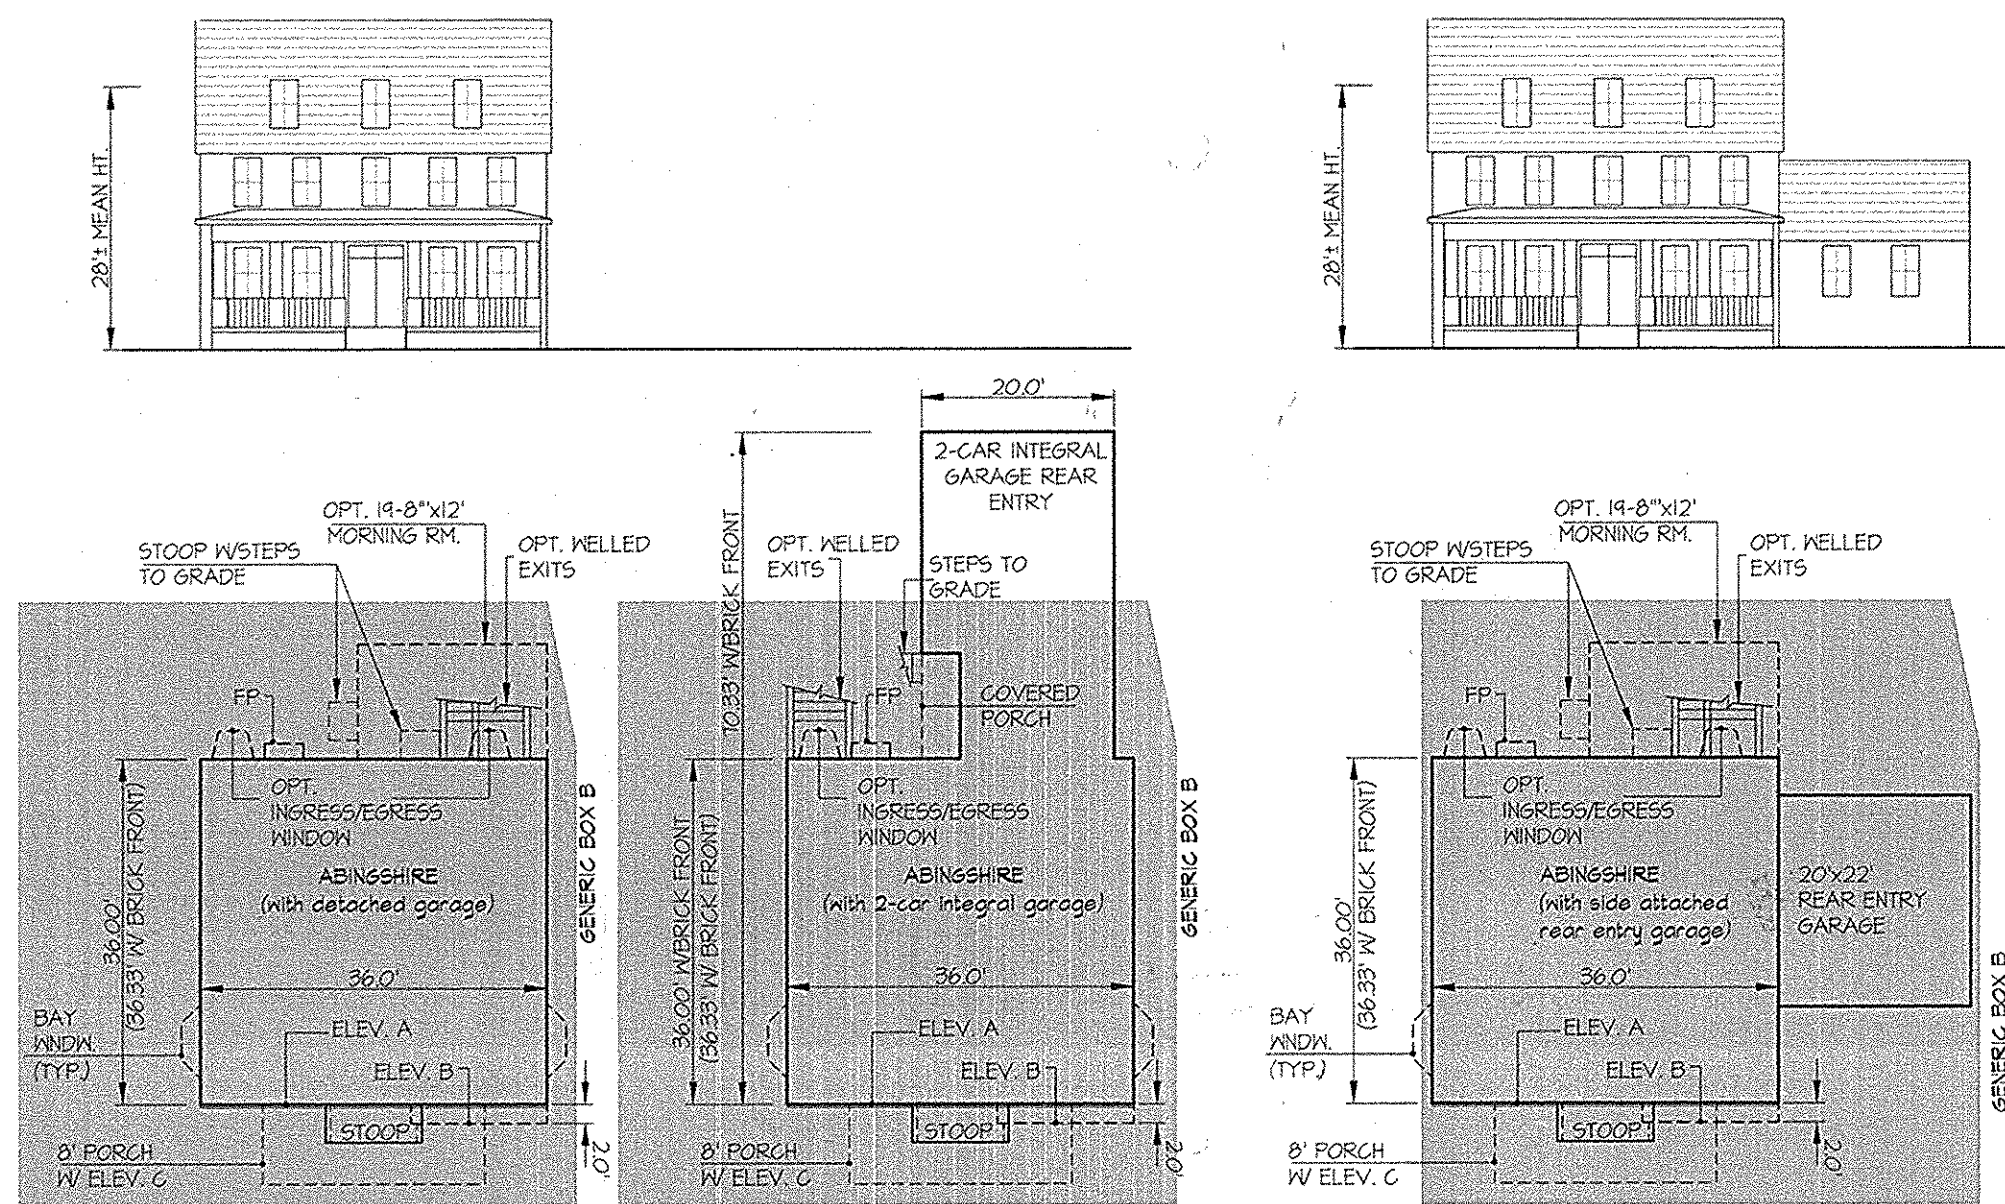 28'± MEAN HT.
28'± MEAN HT.
OPT. 19-8"'x12'
MORNING RM.
STOOP W/STEPS
TO GRADE
OPT. WELLED
EXITS
FP
OPT.
INGRESS/EGRESS
WINDOW
ABINGSHIRE
(with detached garage)
36.00'
(36.33' W/ BRICK FRONT)
36.0'
BAY
WNDW.
(TYP.)
ELEV. A
ELEV. B
STOOP
8' PORCH
W/ ELEV. C
2.0'
GENERIC BOX B
20.0'
2-CAR INTEGRAL
GARAGE REAR
ENTRY
70.33' W/BRICK FRONT
OPT. WELLED
EXITS
STEPS TO
GRADE
FP
COVERED
PORCH
OPT.
INGRESS/EGRESS
WINDOW
ABINGSHIRE
(with 2-car integral garage)
36.00' W/BRICK FRONT
(36.33' W/ BRICK FRONT)
36.0'
ELEV. A
ELEV. B
STOOP
8' PORCH
W/ ELEV. C
2.0'
GENERIC BOX B
OPT. 19-8"'x12'
MORNING RM.
STOOP W/STEPS
TO GRADE
OPT. WELLED
EXITS
FP
OPT.
INGRESS/EGRESS
WINDOW
ABINGSHIRE
(with side attached
rear entry garage)
20'x22'
REAR ENTRY
GARAGE
36.00'
(36.33' W/ BRICK FRONT)
36.0'
BAY
WNDW.
(TYP.)
ELEV. A
ELEV. B
STOOP
8' PORCH
W/ ELEV. C
2.0'
GENERIC BOX B